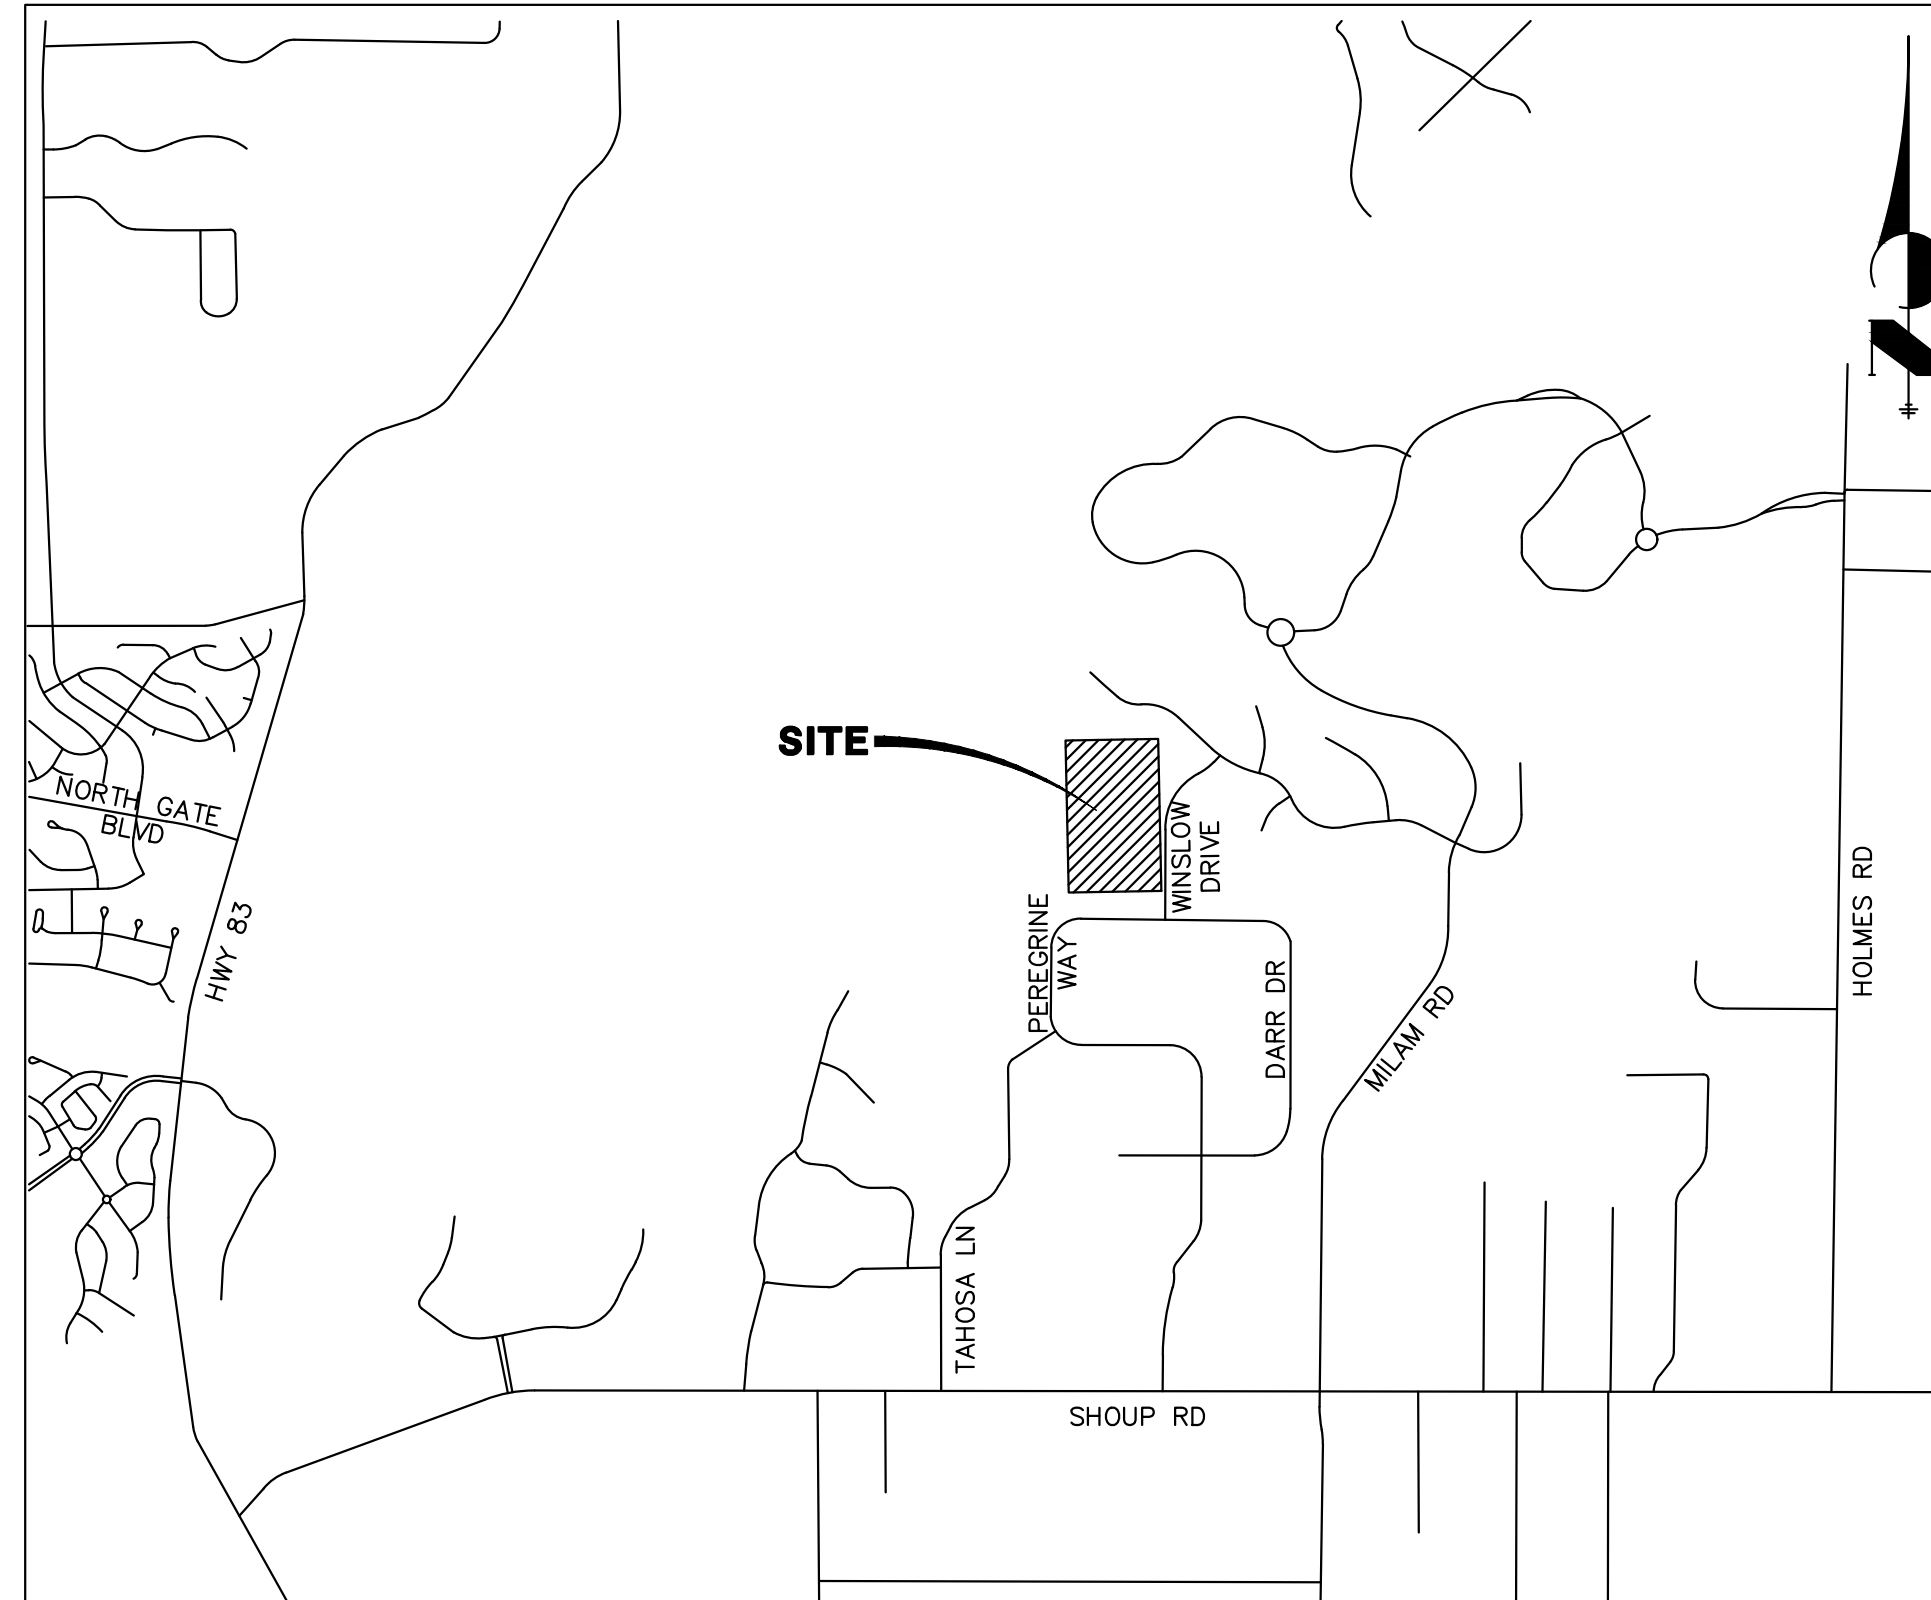 N
SITE
NORTH GATE
BLVD
WINSLOW
DRIVE
HWY 83
PEREGRINE
WAY
DARR DR
MILAM RD
HOLMES RD
TAHOSA LN
SHOUP RD